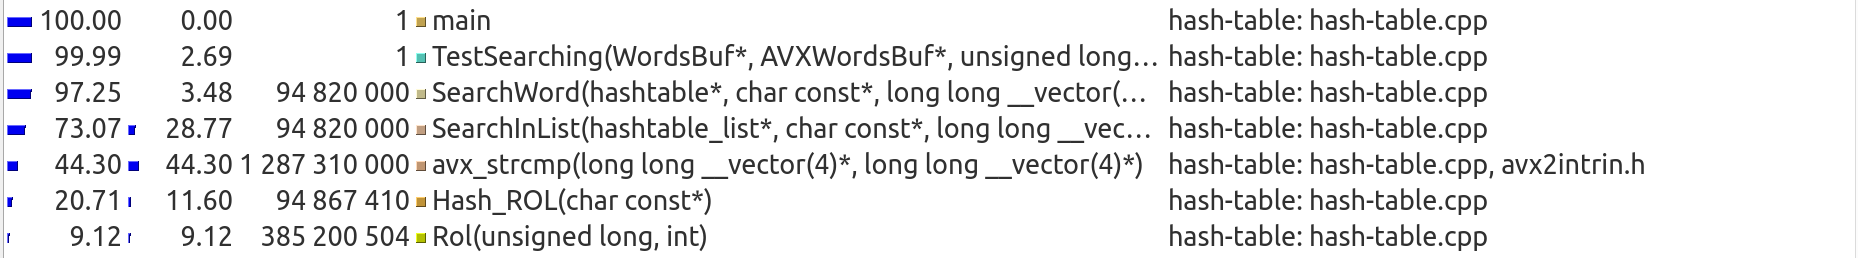 100.00 0.00 1 main hash-table: hash-table.cpp
99.99 2.69 1 TestSearching(WordsBuf*, AVXWordsBuf*, unsigned long... hash-table: hash-table.cpp
97.25 3.48 94 820 000 SearchWord(hashtable*, char const*, long long __vector(... hash-table: hash-table.cpp
73.07 28.77 94 820 000 SearchInList(hashtable_list*, char const*, long long __vec... hash-table: hash-table.cpp
44.30 44.30 1 287 310 000 avx_strcmp(long long __vector(4)*, long long __vector(4)*) hash-table: hash-table.cpp, avx2intrin.h
20.71 11.60 94 867 410 Hash_ROL(char const*) hash-table: hash-table.cpp
9.12 9.12 385 200 504 Rol(unsigned long, int) hash-table: hash-table.cpp